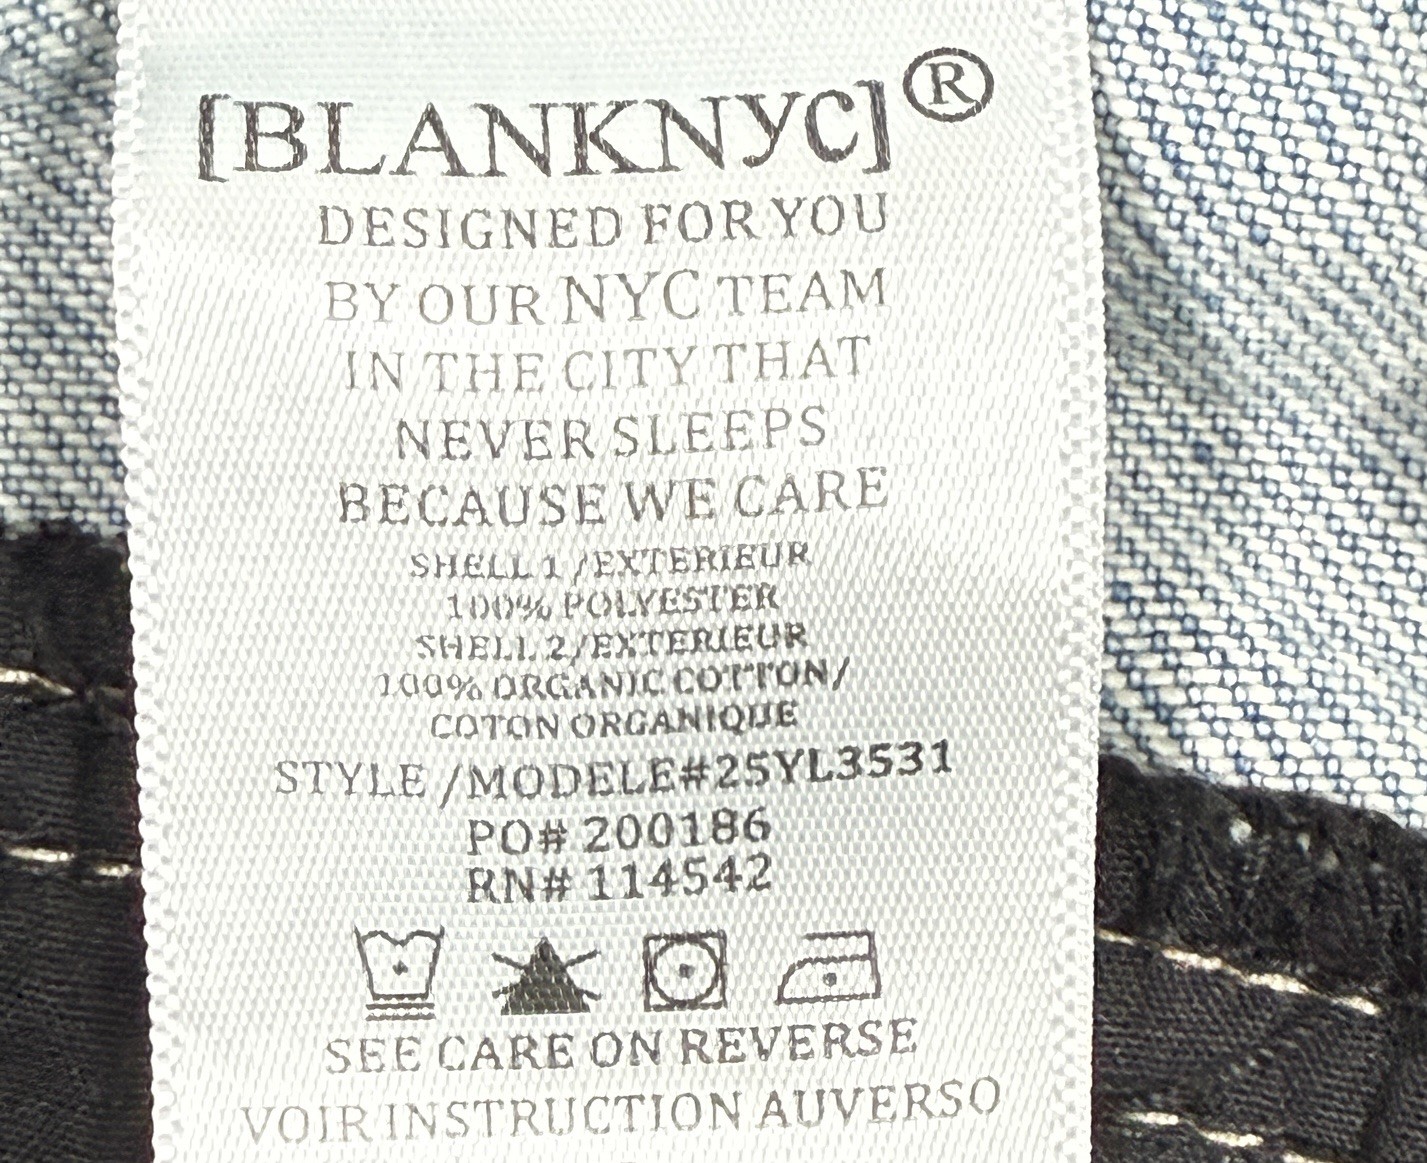 [BLANKNYC]®
DESIGNED FOR YOU
BY OUR NYC TEAM
IN THE CITY THAT
NEVER SLEEPS
BECAUSE WE CARE
SHELL 1 /EXTERIEUR
100% POLYESTER
SHELL 2/EXTERIEUR
100% ORGANIC COTTON/
COTON ORGANIQUE
STYLE /MODELE#25YL3531
PO# 200186
RN# 114542
SEE CARE ON REVERSE
VOIR INSTRUCTION AUVERSO